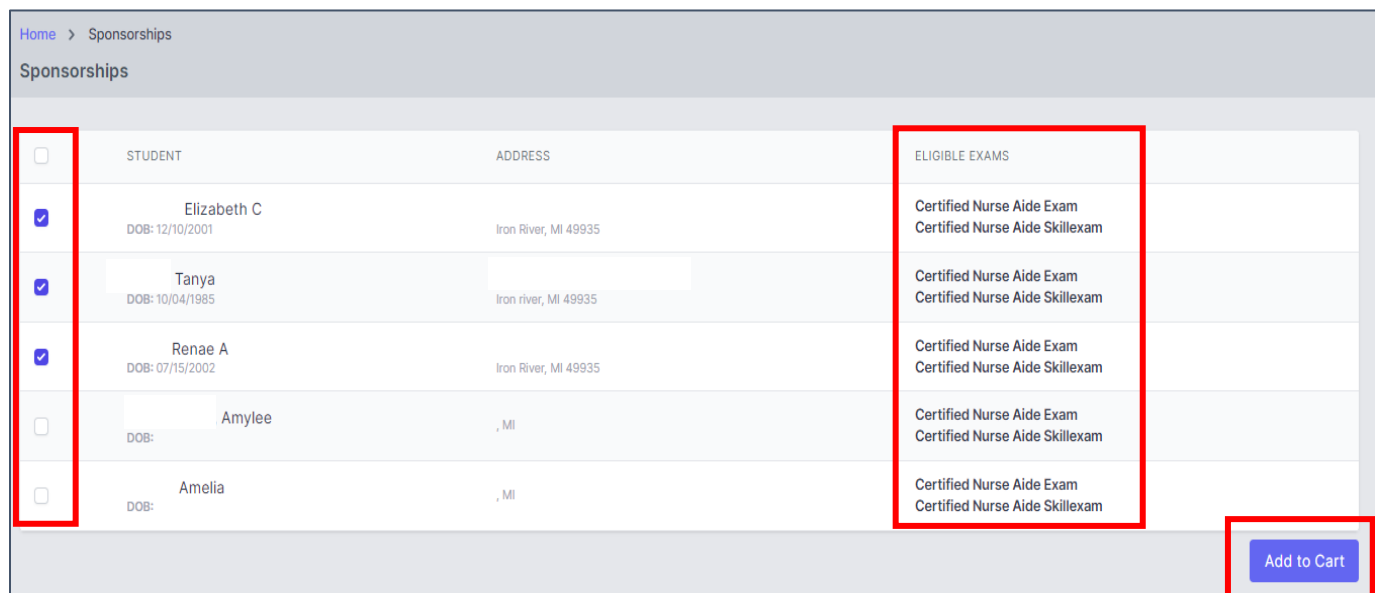 Home > Sponsorships
Sponsorships
STUDENT ADDRESS ELIGIBLE EXAMS
Elizabeth C Certified Nurse Aide Exam
DOB: 12/10/2001 Iron River, MI 49935 Certified Nurse Aide Skillexam
Tanya Certified Nurse Aide Exam
DOB: 10/04/1985 Iron river, MI 49935 Certified Nurse Aide Skillexam
Renae A Certified Nurse Aide Exam
DOB: 07/15/2002 Iron River, MI 49935 Certified Nurse Aide Skillexam
Amylee , MI Certified Nurse Aide Exam
DOB: Certified Nurse Aide Skillexam
Amelia , MI Certified Nurse Aide Exam
DOB: Certified Nurse Aide Skillexam
Add to Cart